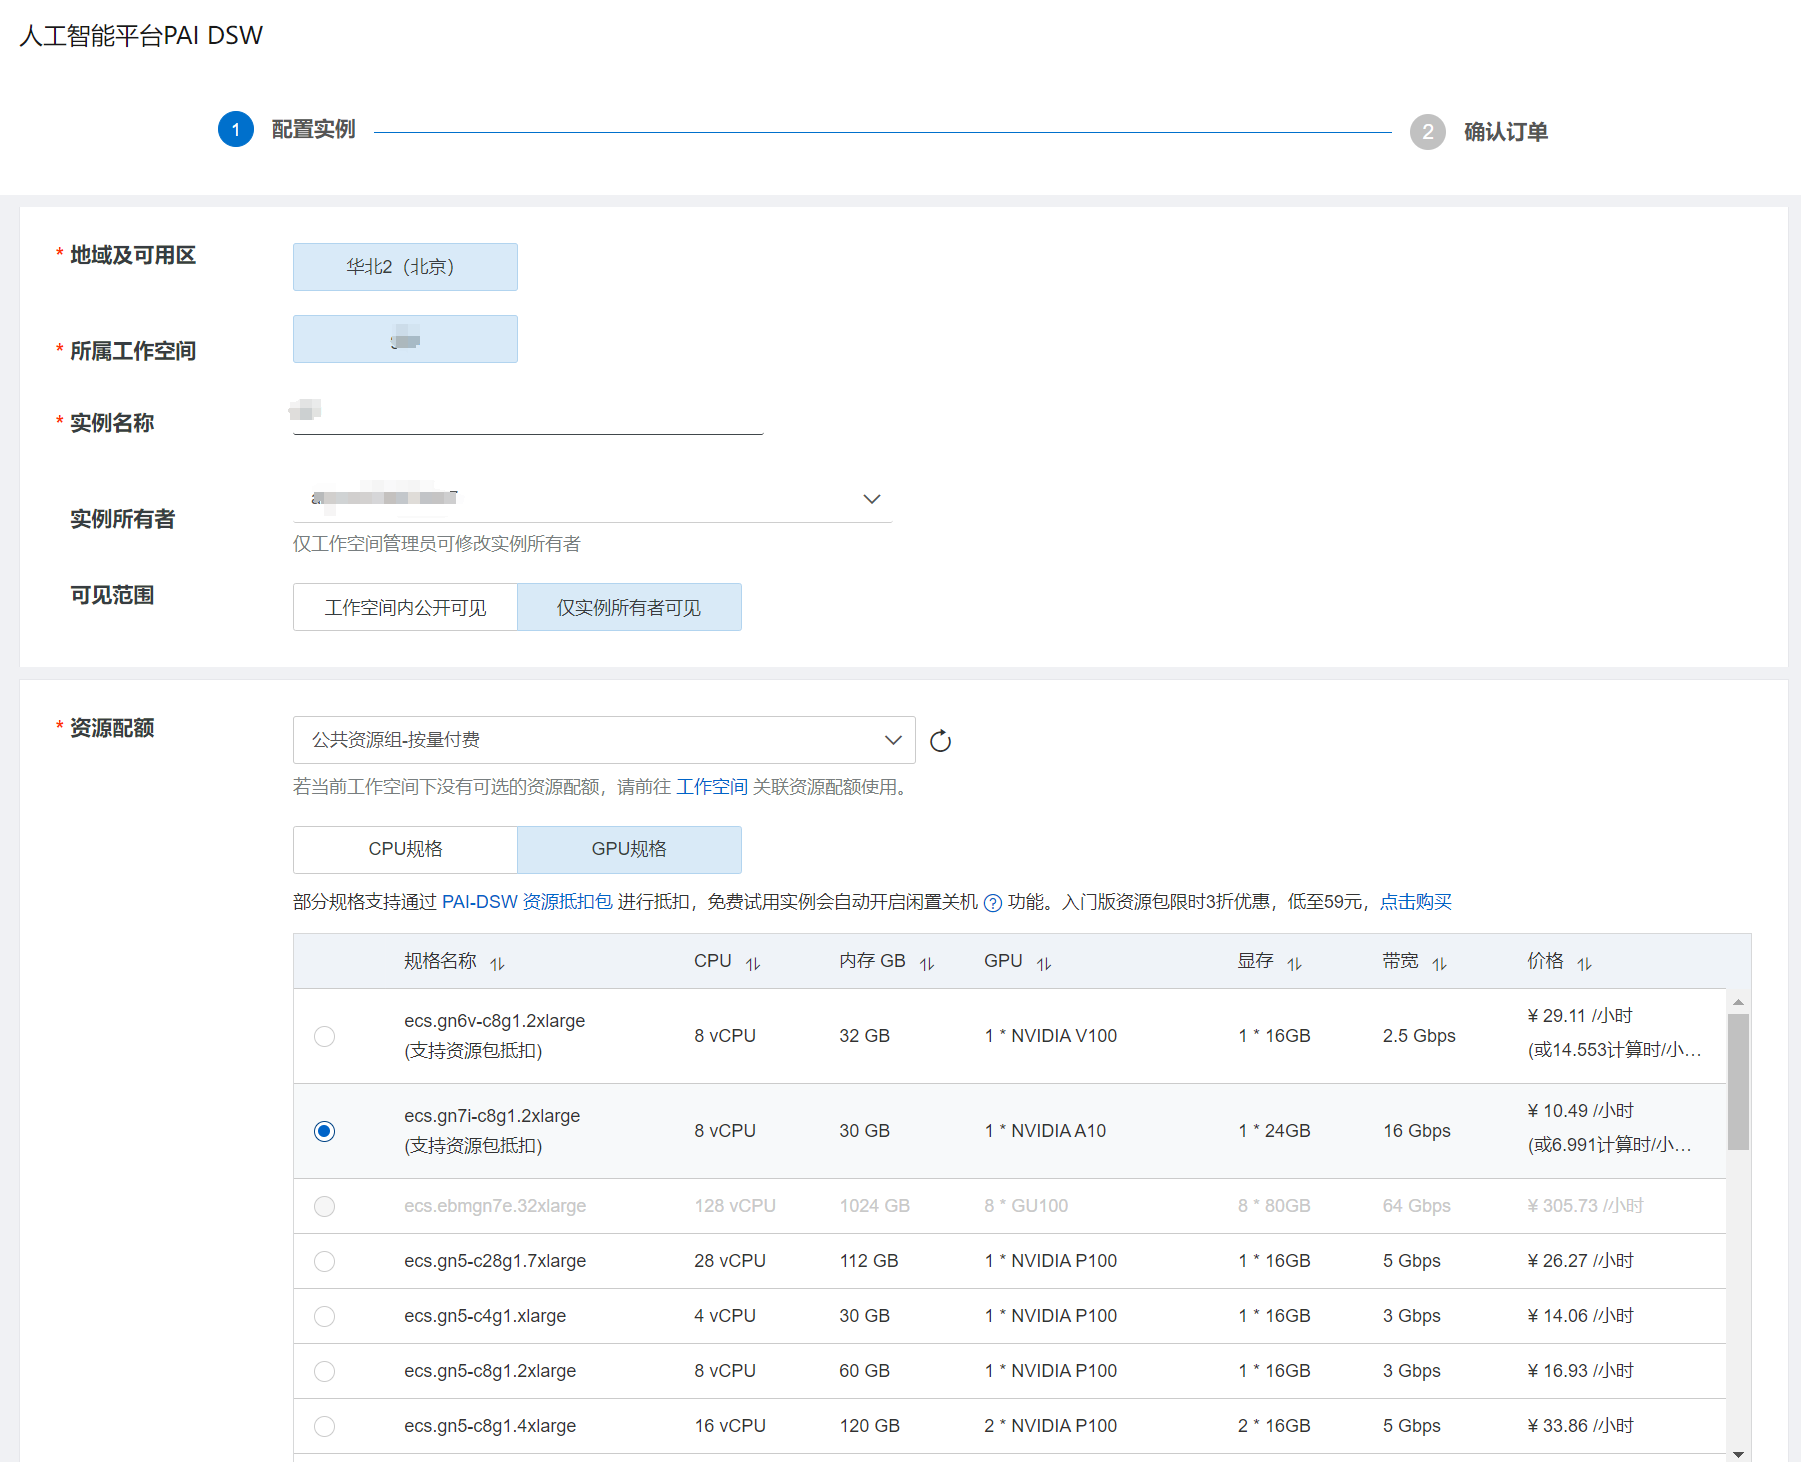 人工智能平台PAI DSW
1 配置实例
2 确认订单
* 地域及可用区
华北2（北京）
* 所属工作空间
* 实例名称
实例所有者
仅工作空间管理员可修改实例所有者
可见范围
工作空间内公开可见 仅实例所有者可见
* 资源配额
公共资源组-按量付费
若当前工作空间下没有可选的资源配额，请前往 工作空间 关联资源配额使用。
CPU规格 GPU规格
部分规格支持通过 PAI-DSW 资源抵扣包 进行抵扣，免费试用实例会自动开启闲置关机 ? 功能。入门版资源包限时3折优惠，低至59元，点击购买
规格名称 CPU 内存 GB GPU 显存 带宽 价格
ecs.gn6v-c8g1.2xlarge
(支持资源包抵扣)
8 vCPU 32 GB 1 * NVIDIA V100 1 * 16GB 2.5 Gbps
¥ 29.11 /小时
(或14.553计算时/小…
ecs.gn7i-c8g1.2xlarge
(支持资源包抵扣)
8 vCPU 30 GB 1 * NVIDIA A10 1 * 24GB 16 Gbps
¥ 10.49 /小时
(或6.991计算时/小…
ecs.ebmgn7e.32xlarge 128 vCPU 1024 GB 8 * GU100 8 * 80GB 64 Gbps ¥ 305.73 /小时
ecs.gn5-c28g1.7xlarge 28 vCPU 112 GB 1 * NVIDIA P100 1 * 16GB 5 Gbps ¥ 26.27 /小时
ecs.gn5-c4g1.xlarge 4 vCPU 30 GB 1 * NVIDIA P100 1 * 16GB 3 Gbps ¥ 14.06 /小时
ecs.gn5-c8g1.2xlarge 8 vCPU 60 GB 1 * NVIDIA P100 1 * 16GB 3 Gbps ¥ 16.93 /小时
ecs.gn5-c8g1.4xlarge 16 vCPU 120 GB 2 * NVIDIA P100 2 * 16GB 5 Gbps ¥ 33.86 /小时